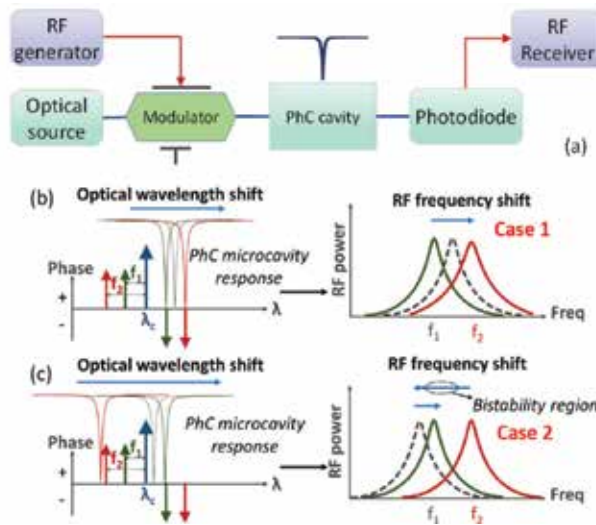 RF
generator
RF
Receiver
Optical
source
Modulator
PhC cavity
Photodiode
(a)
(b)
Optical wavelength shift
Phase
+
-
f₂
f₁
λc
λ
PhC microcavity
response
RF frequency shift
Case 1
RF power
f₁
f₂
Freq
(c)
Optical wavelength shift
Phase
+
-
f₂
f₁
λc
λ
PhC microcavity
response
RF frequency shift
Bistability region
Case 2
RF power
f₁
f₂
Freq